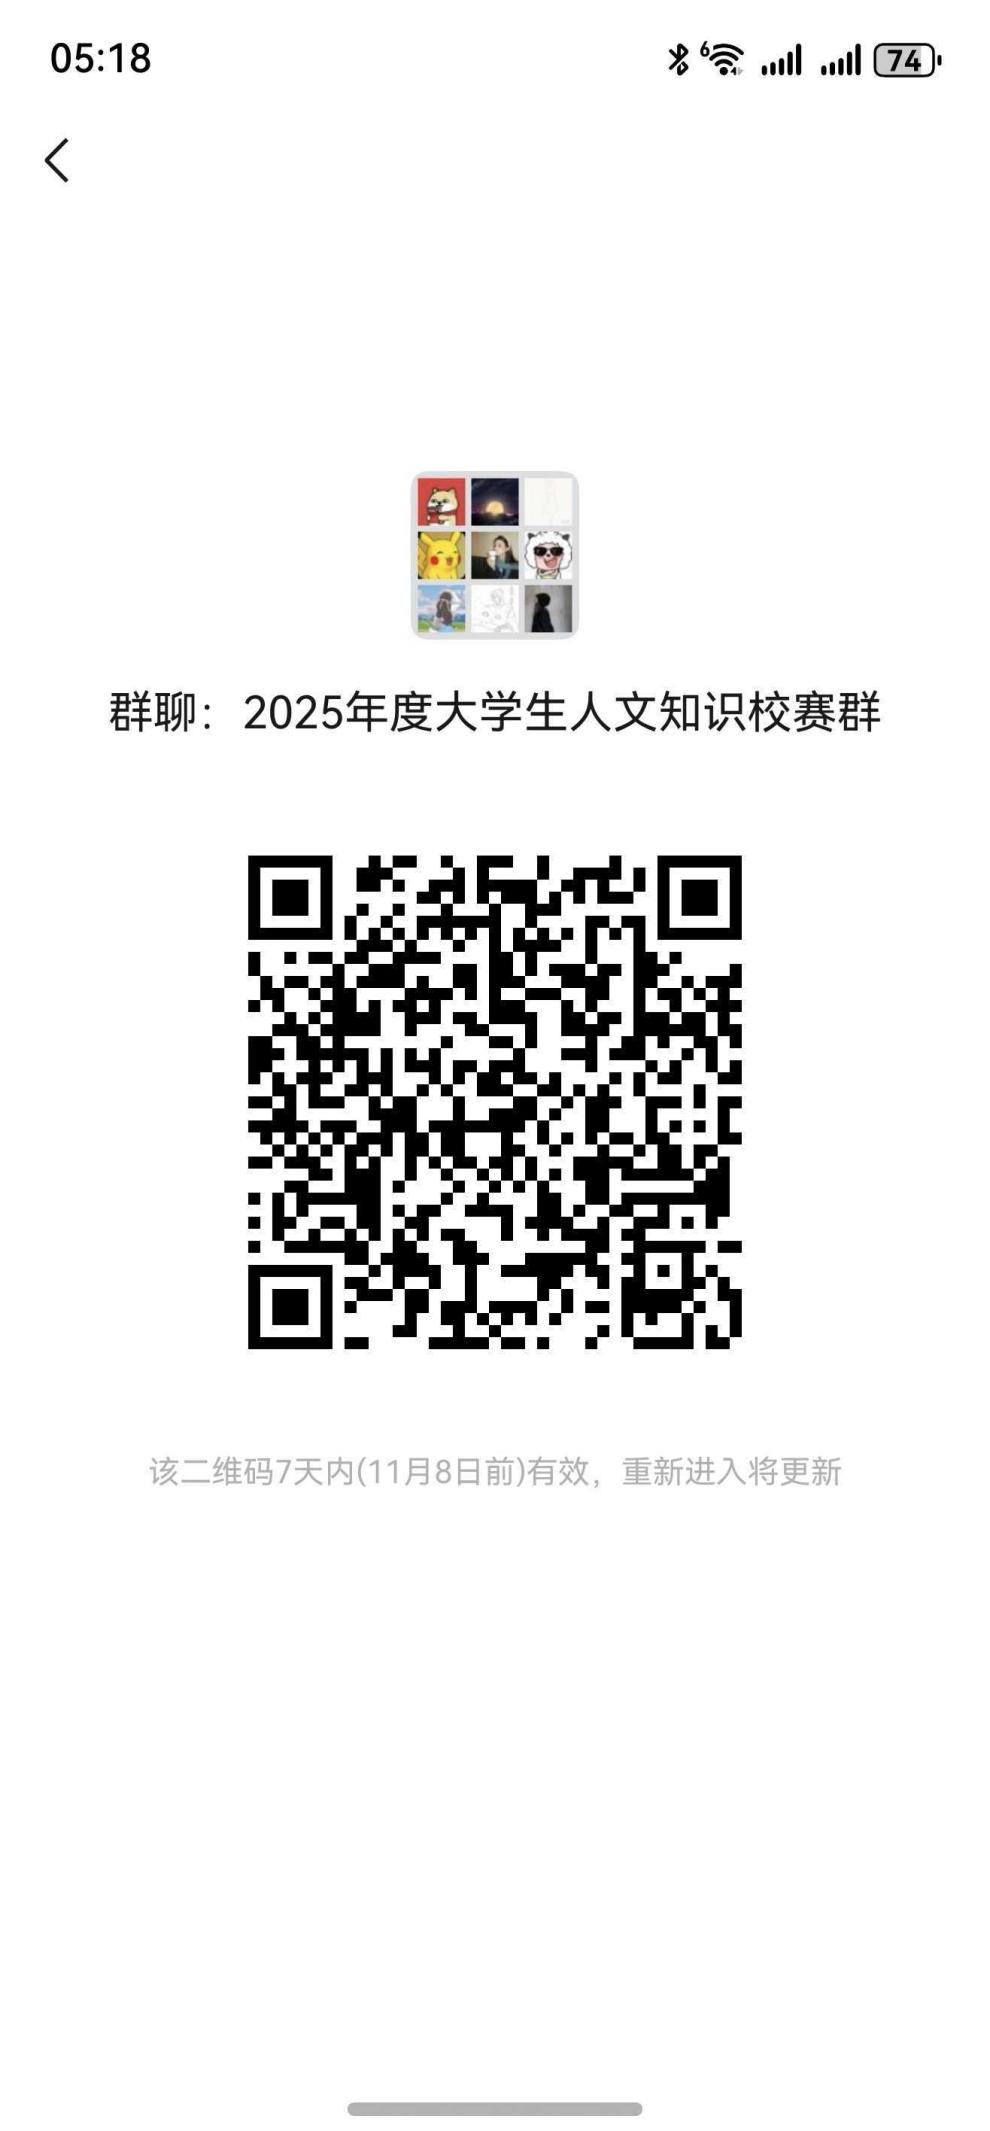 05:18
6
74
群聊：2025年度大学生人文知识校赛群
该二维码7天内(11月8日前)有效，重新进入将更新